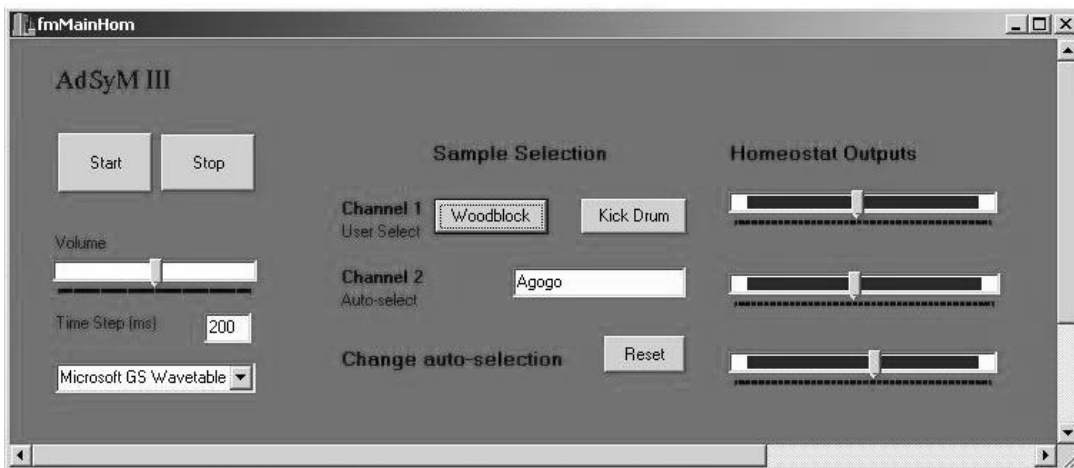 fmMainHom
AdSyM III
Start Stop
Volume
Time Step (ms) 200
Microsoft GS Wavetable
Sample Selection
Channel 1 Woodblock Kick Drum
User Select
Channel 2 Agogo
Auto-select
Change auto-selection Reset
Homeostat Outputs